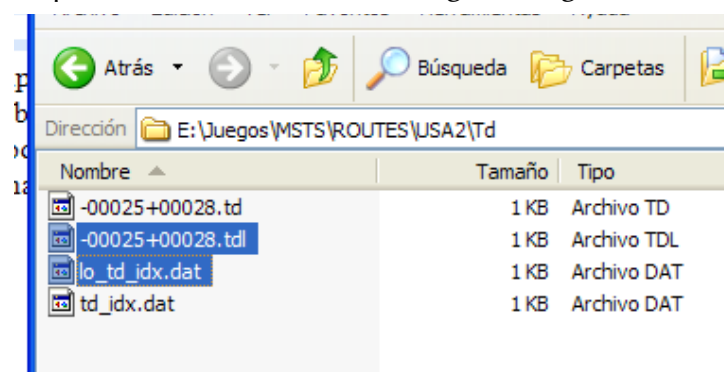 Atrás Búsqueda Carpetas
Dirección E:\Juegos\MSTS\ROUTES\USA2\Td
Nombre Tamaño Tipo
-00025+00028.td 1 KB Archivo TD
-00025+00028.tdl 1 KB Archivo TDL
lo_td_idx.dat 1 KB Archivo DAT
td_idx.dat 1 KB Archivo DAT